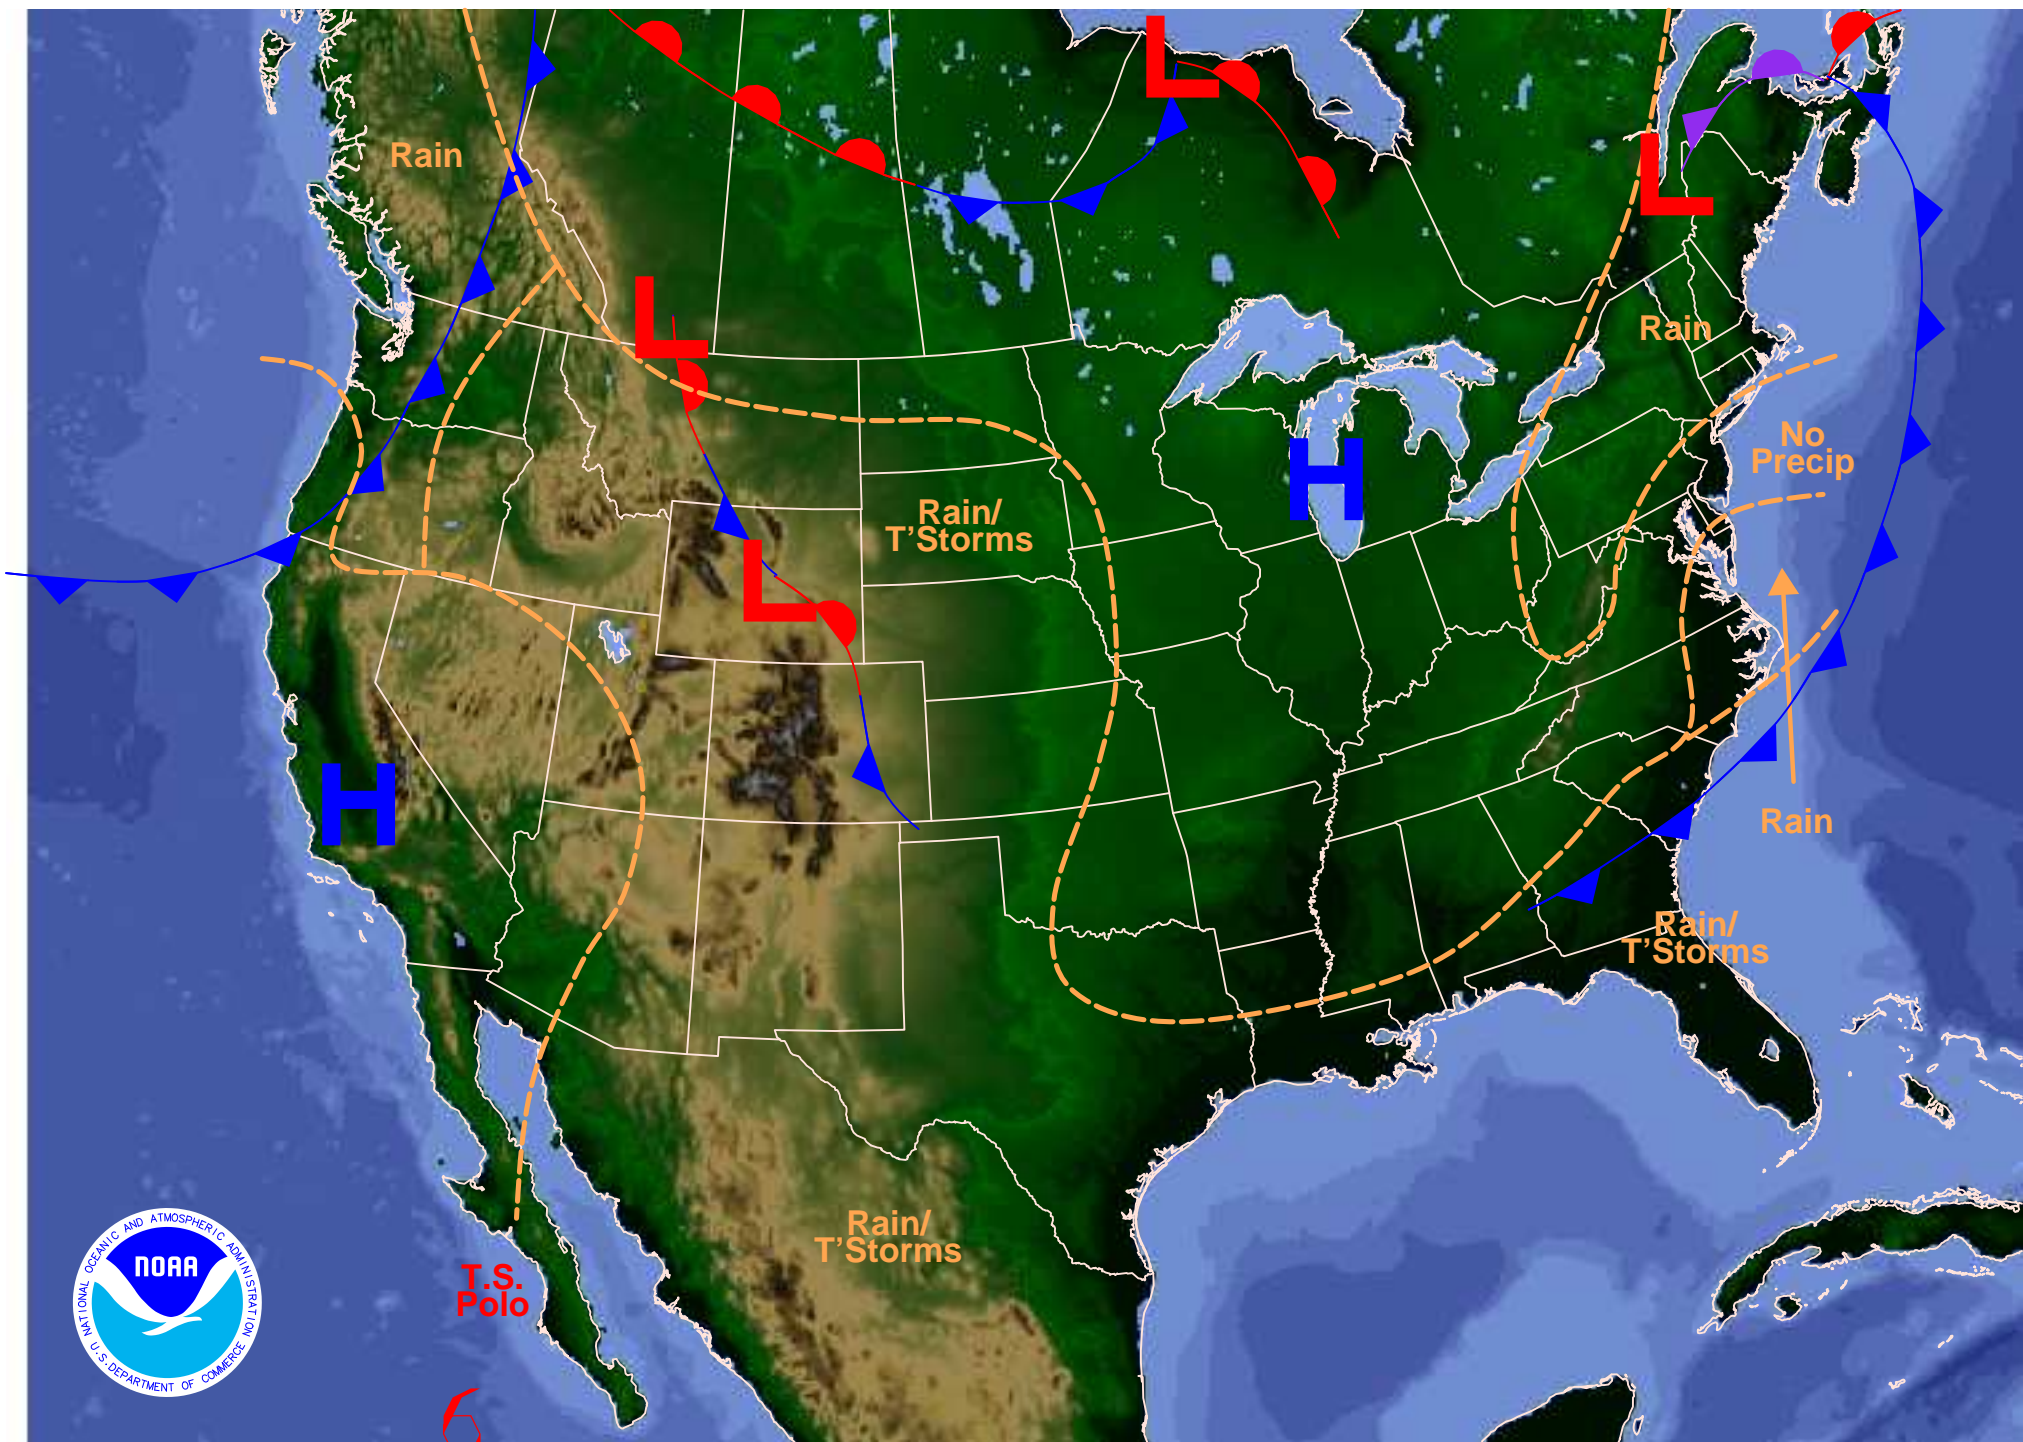 L
L
Rain
L
Rain
No
Precip
H
Rain/
T'Storms
L
H
Rain
Rain/
T'Storms
Rain/
T'Storms
T.S.
Polo
NATIONAL OCEANIC AND ATMOSPHERIC ADMINISTRATION
NOAA
U.S. DEPARTMENT OF COMMERCE